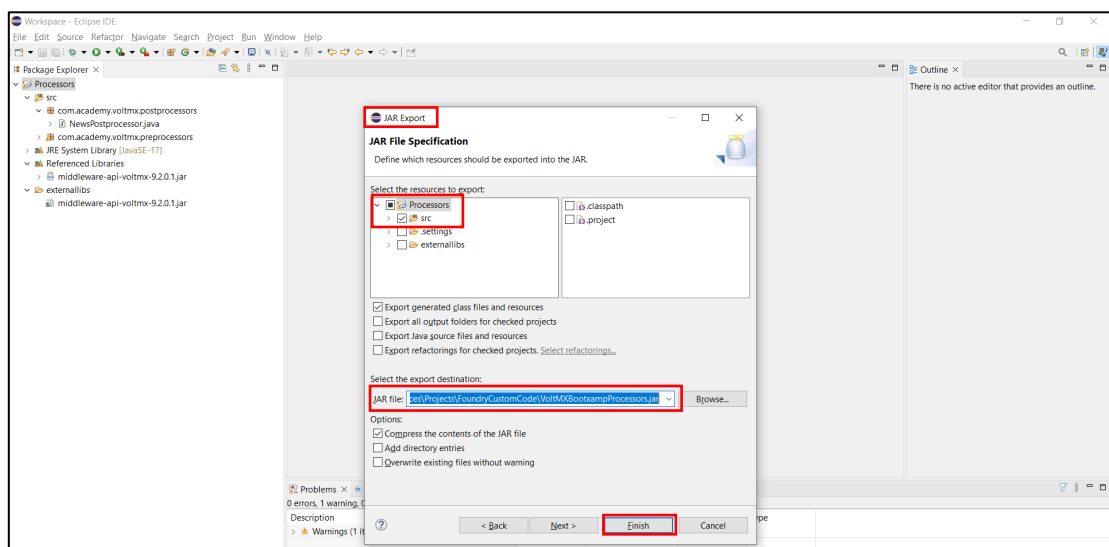 Workspace - Eclipse IDE
File Edit Source Refactor Navigate Search Project Run Window Help
Package Explorer
Processors
src
com.academy.voltmx.postprocessors
NewsPostprocessor.java
com.academy.voltmx.preprocessors
JRE System Library [JavaSE-17]
Referenced Libraries
middleware-api-voltmx-9.2.0.1.jar
externallibs
middleware-api-voltmx-9.2.0.1.jar
Outline
There is no active editor that provides an outline.
JAR Export
JAR File Specification
Define which resources should be exported into the JAR.
Select the resources to export:
Processors
src
.settings
externallibs
.classpath
.project
Export generated class files and resources
Export all output folders for checked projects
Export Java source files and resources
Export refactorings for checked projects. Select refactorings...
Select the export destination:
JAR file: ces\Projects\FoundryCustomCode\VoltMXBootxampProcessors.jar Browse...
Options:
Compress the contents of the JAR file
Add directory entries
Overwrite existing files without warning
< Back Next > Finish Cancel
Problems
0 errors, 1 warning, 0
Description
Warnings (1 it
ype